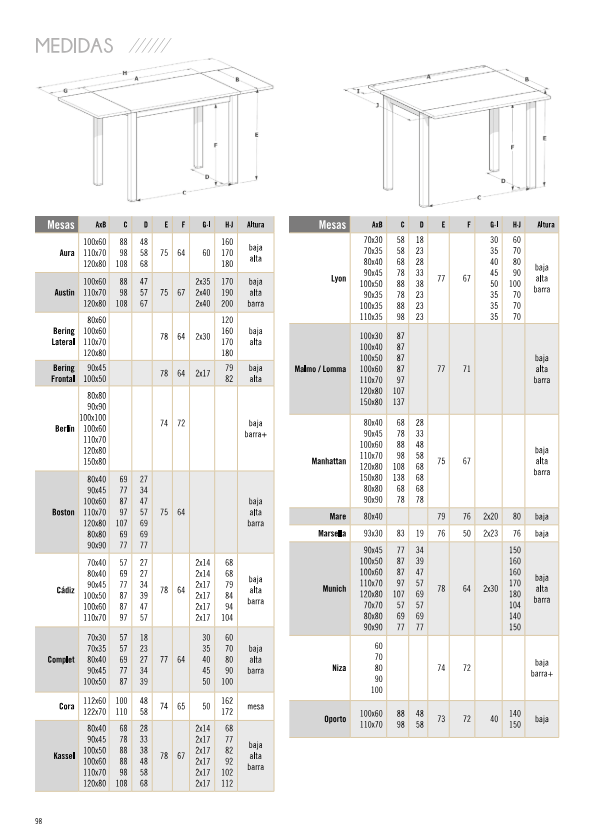 MEDIDAS
H
A
G
B
D
E
F
C
A
B
I
J
D
E
F
C
Mesas AxB C D E F G-I H-J Altura
Aura 75 64 60 baja alta
100x60 88 48 160
110x70 98 58 170
120x80 108 68 180
Austin 75 67 baja alta barra
100x60 88 47 2x35 170
110x70 98 57 2x40 190
120x80 108 67 2x40 200
Bering Lateral 78 64 2x30 baja alta
80x60 120
100x60 160
110x70 170
120x80 180
Bering Frontal 78 64 2x17 baja alta
90x45 79
100x50 82
Berlín 74 72 baja barra+
80x80
90x90
100x100
100x60
110x70
120x80
150x80
Boston 75 64 baja alta barra
80x40 69 27
90x45 77 34
100x60 87 47
110x70 97 57
120x80 107 69
80x80 69 69
90x90 77 77
Cádiz 78 64 baja alta barra
70x40 57 27 2x14 68
80x40 69 27 2x14 68
90x45 77 34 2x17 79
100x50 87 39 2x17 84
100x60 87 47 2x17 94
110x70 97 57 2x17 104
Complet 77 64 baja alta barra
70x30 57 18 30 60
70x35 57 23 35 70
80x40 69 27 40 80
90x45 77 34 45 90
100x50 87 39 50 100
Cora 74 65 50 mesa
112x60 100 48 162
122x70 110 58 172
Kassel 78 67 baja alta barra
80x40 68 28 2x14 68
90x45 78 33 2x17 77
100x50 88 38 2x17 82
100x60 88 48 2x17 92
110x70 98 58 2x17 102
120x80 108 68 2x17 112
Mesas AxB C D E F G-I H-J Altura
Lyon 77 67 baja alta barra
70x30 58 18 30 60
70x35 58 23 35 70
80x40 68 28 40 80
90x45 78 33 45 90
100x50 88 38 50 100
90x35 78 23 35 70
100x35 88 23 35 70
110x35 98 23 35 70
Malmo / Lomma 77 71 baja alta barra
100x30 87
100x40 87
100x50 87
100x60 87
110x70 97
120x80 107
150x80 137
Manhattan 75 67 baja alta barra
80x40 68 28
90x45 78 33
100x60 88 48
110x70 98 58
120x80 108 68
150x80 138 68
80x80 68 68
90x90 78 78
Mare 80x40 79 76 2x20 80 baja
Marsella 93x30 83 19 76 50 2x23 76 baja
Munich 78 64 2x30 baja alta barra
90x45 77 34 150
100x50 87 39 160
100x60 87 47 160
110x70 97 57 170
120x80 107 69 180
70x70 57 57 104
80x80 69 69 140
90x90 77 77 150
Niza 74 72 baja barra+
60
70
80
90
100
Oporto 73 72 40 baja
100x60 88 48 140
110x70 98 58 150
98